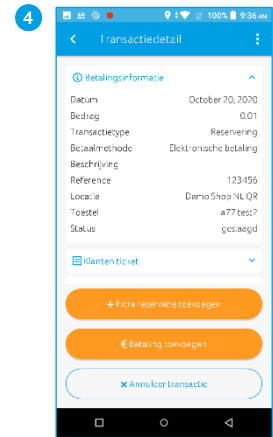 4
100% 9:36 AM
Transactiedetail
Betalingsinformatie
Datum October 20, 2020
Bedrag 0.01
Transactietype Reservering
Betaalmethode Elektronische betaling
Beschrijving
Reference 123456
Locatie Demo Shop NL QR
Toestel a77 test2
Status geslaagd
Klanten ticket
+ Extra reservatie toevoegen
€ Betaling toevoegen
× Annuleer transactie